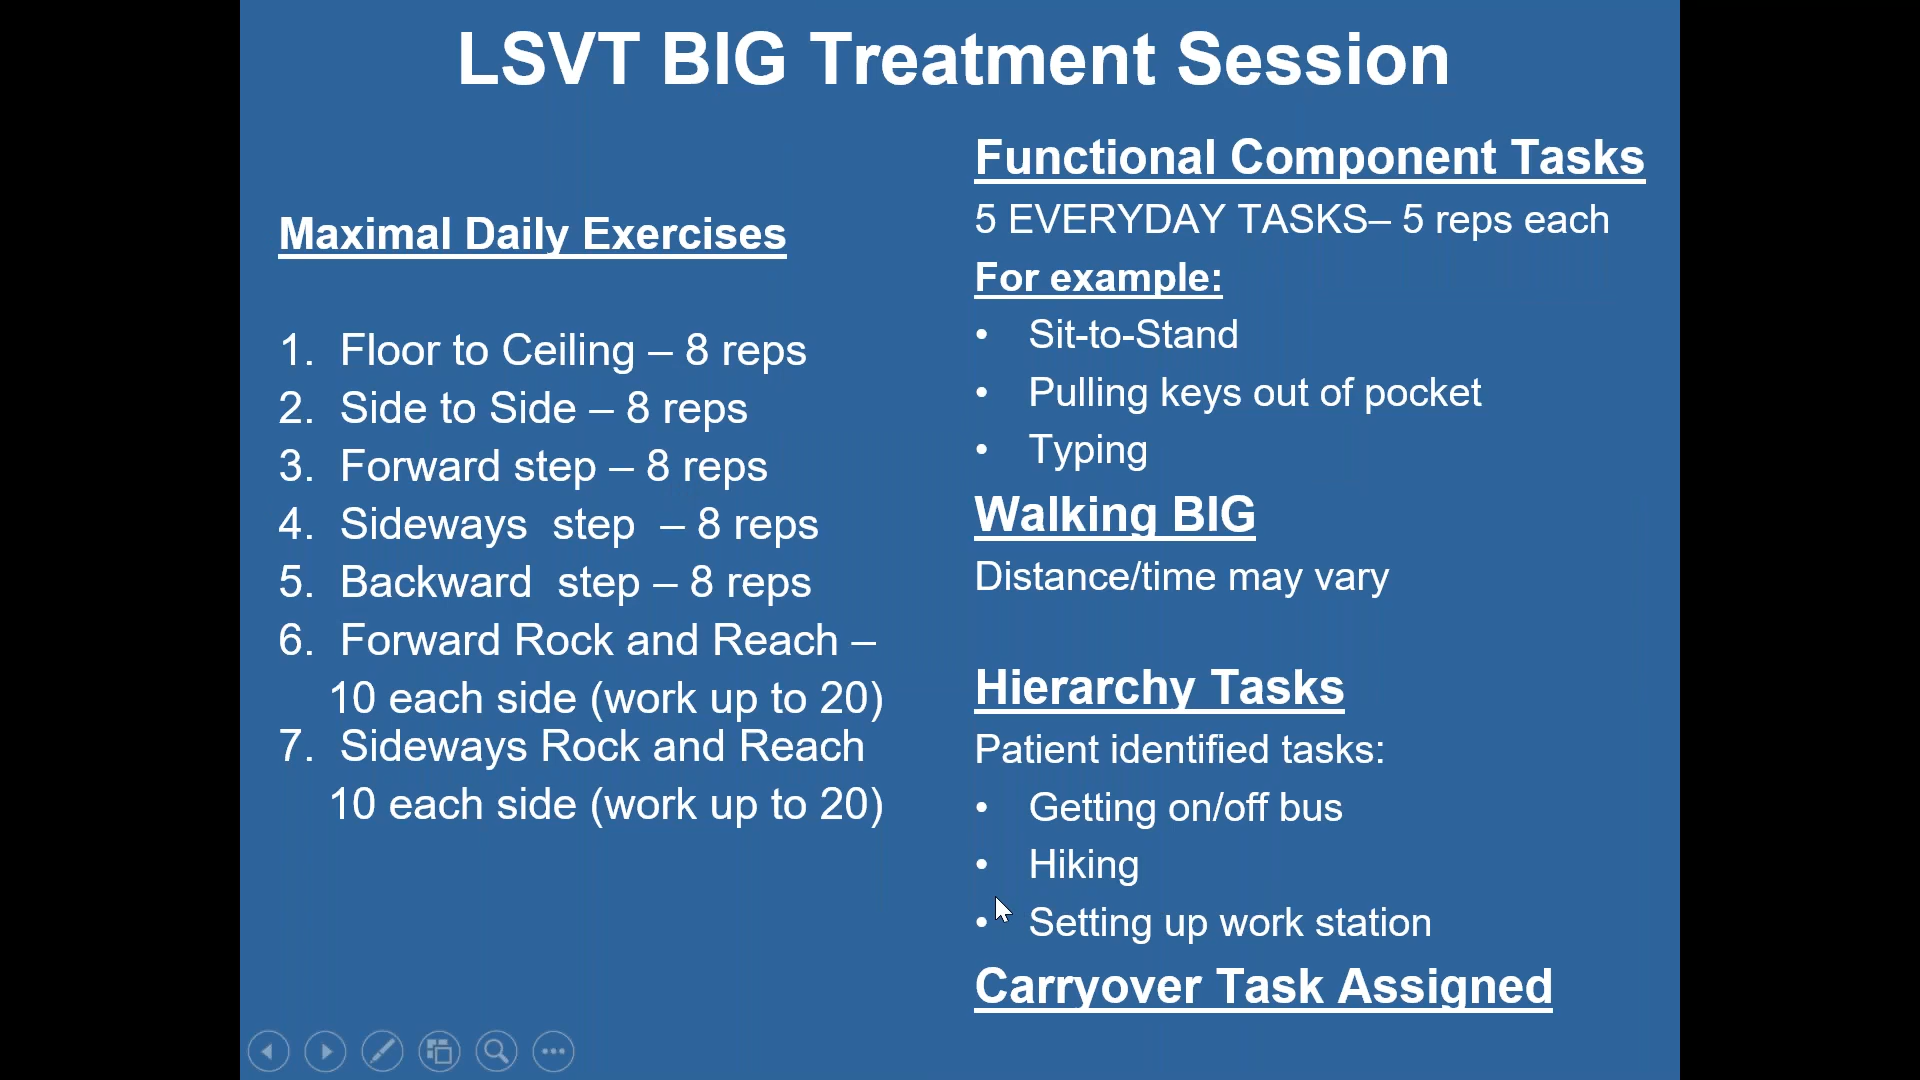 LSVT BIG Treatment Session
Maximal Daily Exercises
1. Floor to Ceiling – 8 reps
2. Side to Side – 8 reps
3. Forward step – 8 reps
4. Sideways step – 8 reps
5. Backward step – 8 reps
6. Forward Rock and Reach –
10 each side (work up to 20)
7. Sideways Rock and Reach
10 each side (work up to 20)
Functional Component Tasks
5 EVERYDAY TASKS– 5 reps each
For example:
• Sit-to-Stand
• Pulling keys out of pocket
• Typing
Walking BIG
Distance/time may vary
Hierarchy Tasks
Patient identified tasks:
• Getting on/off bus
• Hiking
• Setting up work station
Carryover Task Assigned